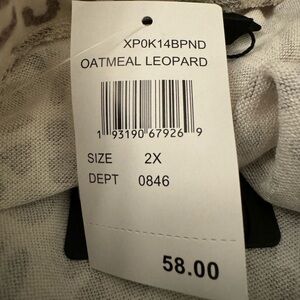 XP0K14BPND
OATMEAL LEOPARD
1 93190 67926 9
SIZE 2X
DEPT 0846
58.00